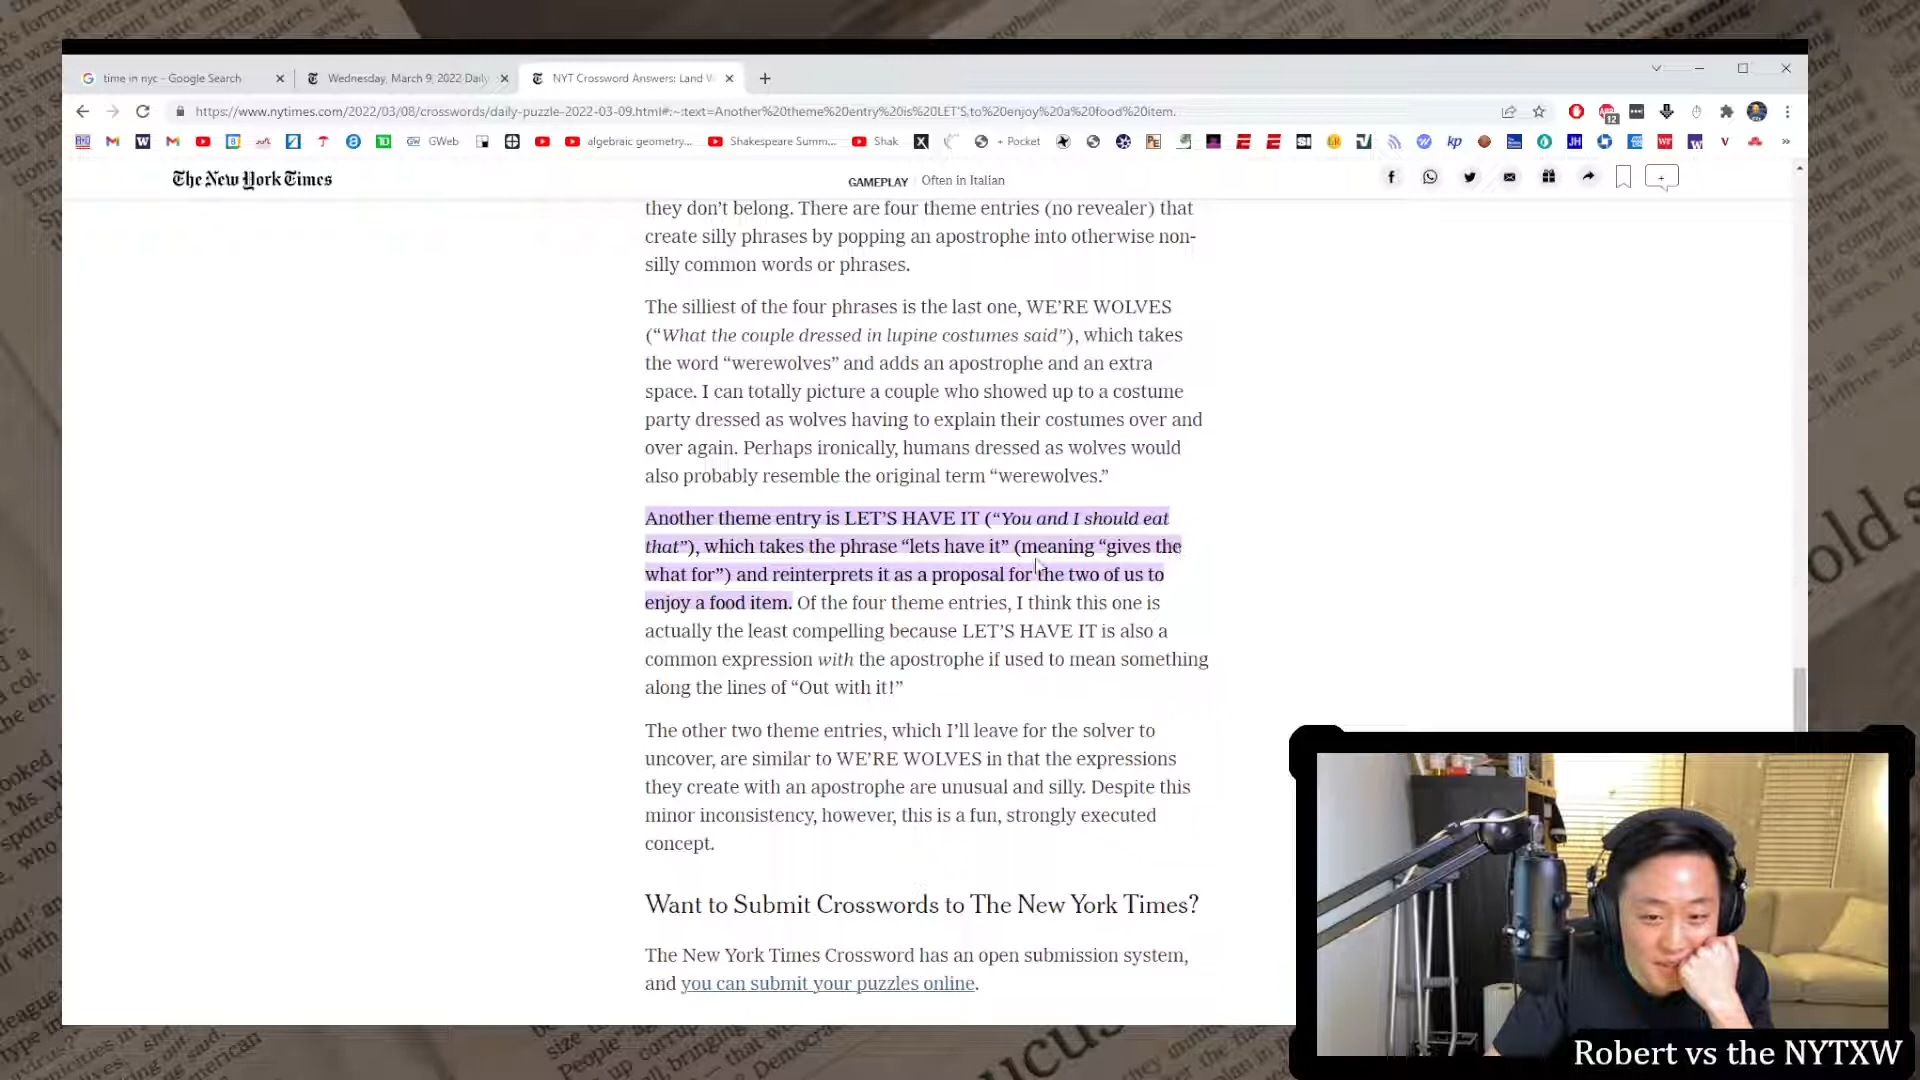 time in nyc - Google Search
Wednesday, March 9, 2022 Daily
NYT Crossword Answers: Land W
https://www.nytimes.com/2022/03/08/crosswords/daily-puzzle-2022-03-09.html#:~:text=Another%20theme%20entry%20is%20LET'S,to%20enjoy%20a%20food%20item.
GWeb
algebraic geometry...
Shakespeare Summ...
Shak
+ Pocket
The New York Times
GAMEPLAY | Often in Italian
they don’t belong. There are four theme entries (no revealer) that
create silly phrases by popping an apostrophe into otherwise non-
silly common words or phrases.
The silliest of the four phrases is the last one, WE’RE WOLVES
(“What the couple dressed in lupine costumes said”), which takes
the word “werewolves” and adds an apostrophe and an extra
space. I can totally picture a couple who showed up to a costume
party dressed as wolves having to explain their costumes over and
over again. Perhaps ironically, humans dressed as wolves would
also probably resemble the original term “werewolves.”
Another theme entry is LET’S HAVE IT (“You and I should eat
that”), which takes the phrase “lets have it” (meaning “gives the
what for”) and reinterprets it as a proposal for the two of us to
enjoy a food item. Of the four theme entries, I think this one is
actually the least compelling because LET’S HAVE IT is also a
common expression with the apostrophe if used to mean something
along the lines of “Out with it!”
The other two theme entries, which I’ll leave for the solver to
uncover, are similar to WE’RE WOLVES in that the expressions
they create with an apostrophe are unusual and silly. Despite this
minor inconsistency, however, this is a fun, strongly executed
concept.
Want to Submit Crosswords to The New York Times?
The New York Times Crossword has an open submission system,
and you can submit your puzzles online.
Robert vs the NYTXW